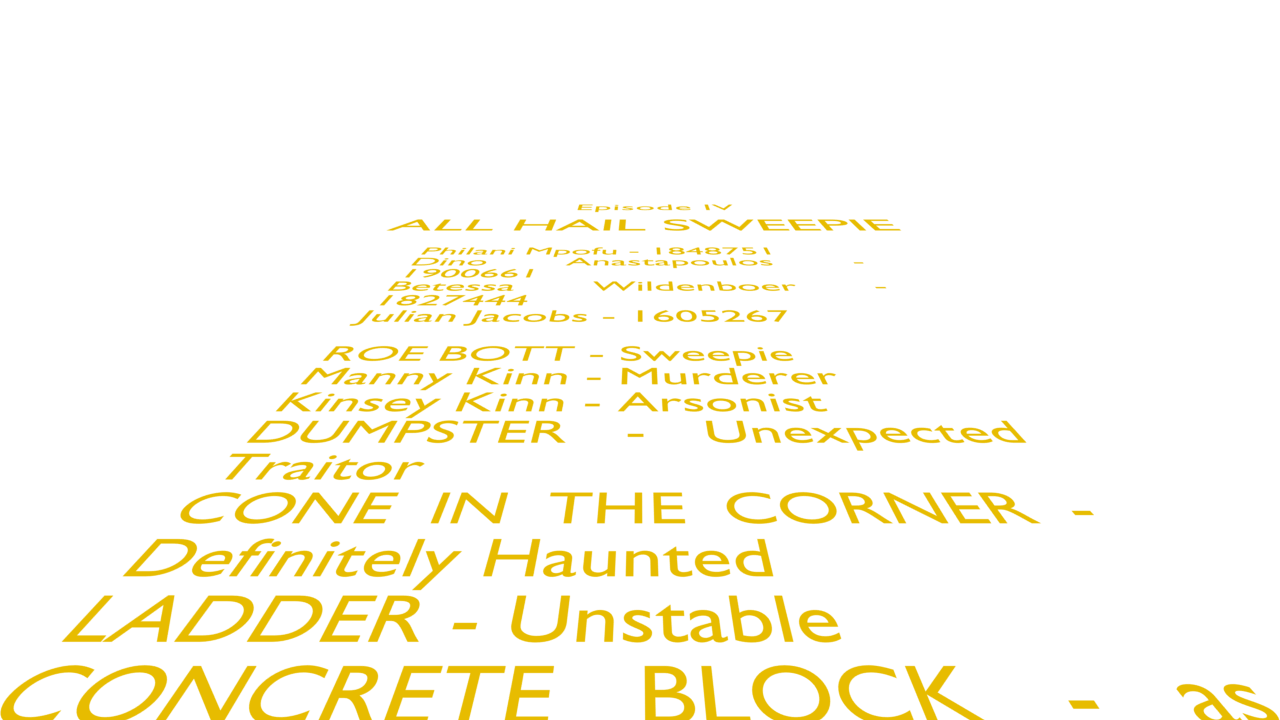 Episode IV
ALL HAIL SWEEPIE
Philani Mpofu - 1848751
Dino Anastapoulos -
1900661
Betessa Wildenboer -
1827444
Julian Jacobs - 1605267
ROE BOTT - Sweepie
Manny Kinn - Murderer
Kinsey Kinn - Arsonist
DUMPSTER - Unexpected
Traitor
CONE IN THE CORNER -
Definitely Haunted
LADDER - Unstable
CONCRETE BLOCK - as